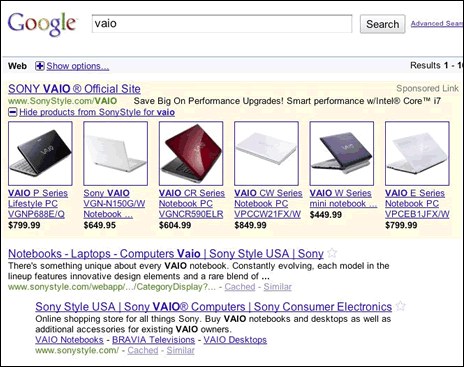 Google vaio Search Advanced Sear
Web Show options... Results 1 - 10
SONY VAIO ® Official Site Sponsored Link
www.SonyStyle.com/VAIO Save Big On Performance Upgrades! Smart performance w/Intel® Core™ i7
Hide products from SonyStyle for vaio
VAIO P Series
Lifestyle PC
VGNP688E/Q
$799.99
Sony VAIO
VGN-N150G/W
Notebook ...
$649.95
VAIO CR Series
Notebook PC
VGNCR590ELR
$604.99
VAIO CW Series
Notebook PC
VPCCW21FX/W
$849.99
VAIO W Series
mini notebook ...
$449.99
VAIO E Series
Notebook PC
VPCEB1JFX/W
$799.99
Notebooks - Laptops - Computers Vaio | Sony Style USA | Sony
There's something unique about every VAIO notebook. Constantly evolving, each model in the
lineup features innovative design elements and a rare blend of ...
www.sonystyle.com/webapp/.../CategoryDisplay?... - Cached - Similar
Sony Style USA | Sony VAIO® Computers | Sony Consumer Electronics
Online shopping store for all things Sony. Buy VAIO notebooks and desktops as well as
additional accessories for existing VAIO owners.
VAIO Notebooks - BRAVIA Televisions - VAIO Desktops
www.sonystyle.com/ - Cached - Similar